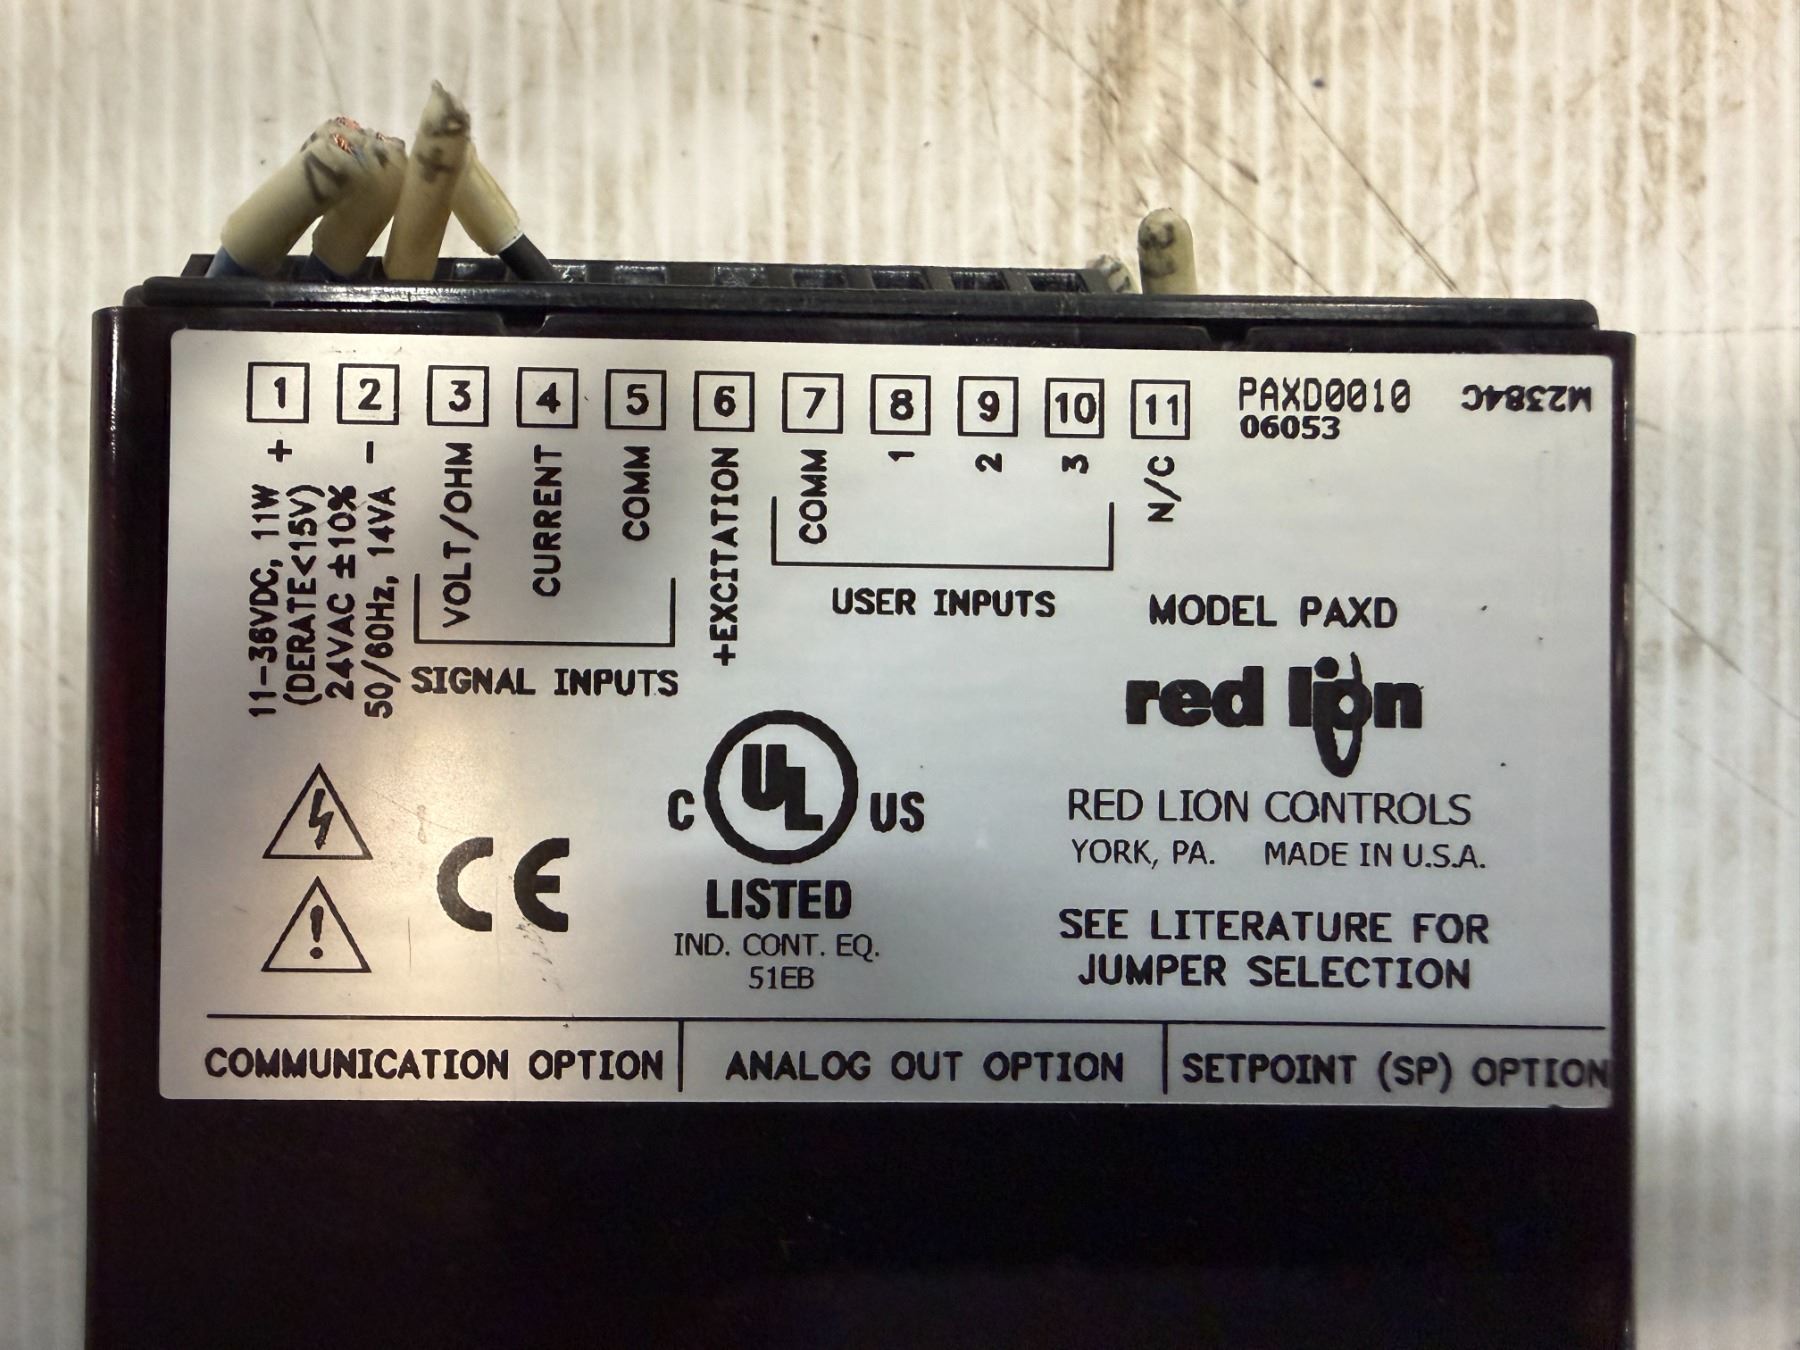 1 2 3 4 5 6 7 8 9 10 11
PAXD0010
06053
M2384C
+
-
11-36VDC, 11W
(DERATE<15V)
24VAC ±10%
50/60Hz, 14VA
VOLT/OHM
CURRENT
COMM
SIGNAL INPUTS
+EXCITATION
COMM
1
2
3
USER INPUTS
N/C
MODEL PAXD
red lion
RED LION CONTROLS
YORK, PA. MADE IN U.S.A.
SEE LITERATURE FOR
JUMPER SELECTION
CE
C UL US
LISTED
IND. CONT. EQ.
51EB
COMMUNICATION OPTION
ANALOG OUT OPTION
SETPOINT (SP) OPTION